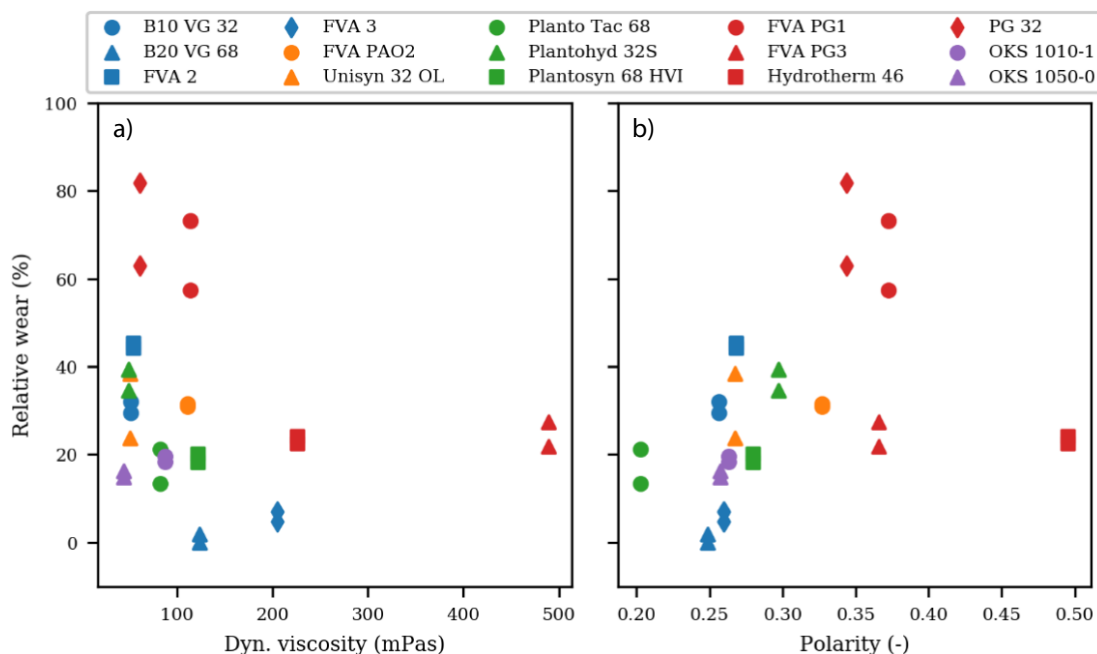 B10 VG 32 FVA 3 Planto Tac 68 FVA PG1 PG 32
B20 VG 68 FVA PAO2 Plantohyd 32S FVA PG3 OKS 1010-1
FVA 2 Unisyn 32 OL Plantosyn 68 HVI Hydrotherm 46 OKS 1050-0
a) b)
100
80
60
40
20
0
Relative wear (%)
100 200 300 400 500 0.20 0.25 0.30 0.35 0.40 0.45 0.50
Dyn. viscosity (mPas) Polarity (-)